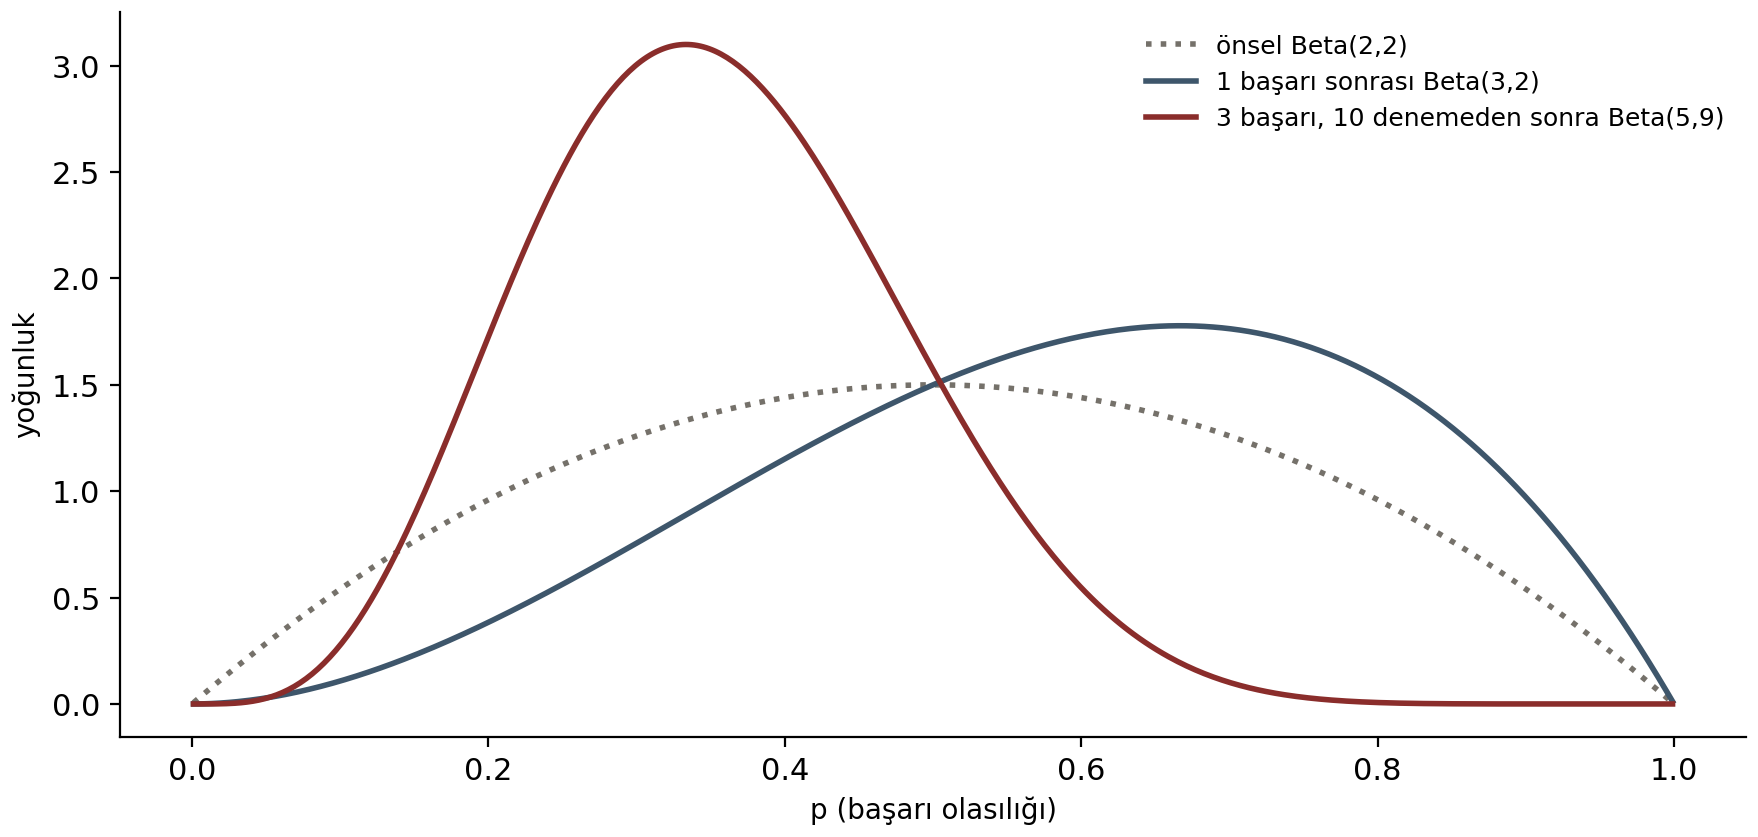 önsel Beta(2,2)
1 başarı sonrası Beta(3,2)
3 başarı, 10 denemeden sonra Beta(5,9)
yoğunluk
3.0
2.5
2.0
1.5
1.0
0.5
0.0
0.0 0.2 0.4 0.6 0.8 1.0
p (başarı olasılığı)